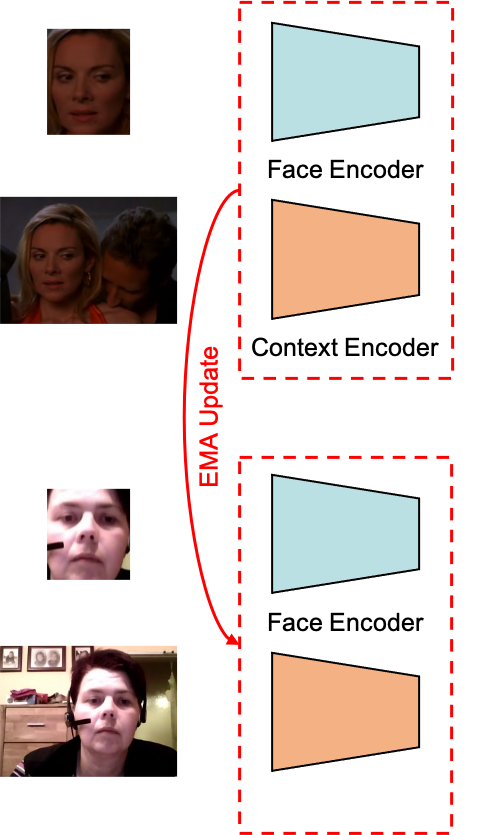 Face Encoder
Context Encoder
EMA Update
Face Encoder